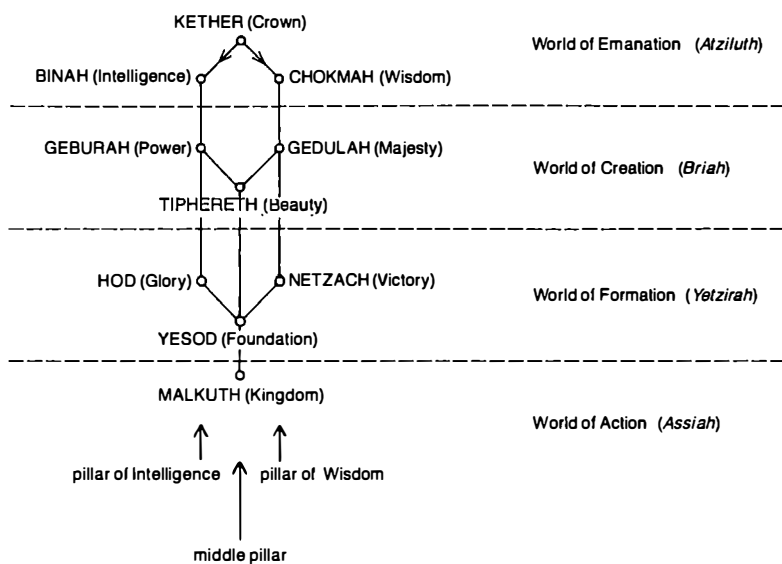 KETHER (Crown)
World of Emanation (Atziluth)
BINAH (Intelligence) CHOKMAH (Wisdom)
GEBURAH (Power) GEDULAH (Majesty)
World of Creation (Briah)
TIPHERETH (Beauty)
HOD (Glory) NETZACH (Victory)
World of Formation (Yetzirah)
YESOD (Foundation)
MALKUTH (Kingdom)
World of Action (Assiah)
pillar of Intelligence pillar of Wisdom
middle pillar